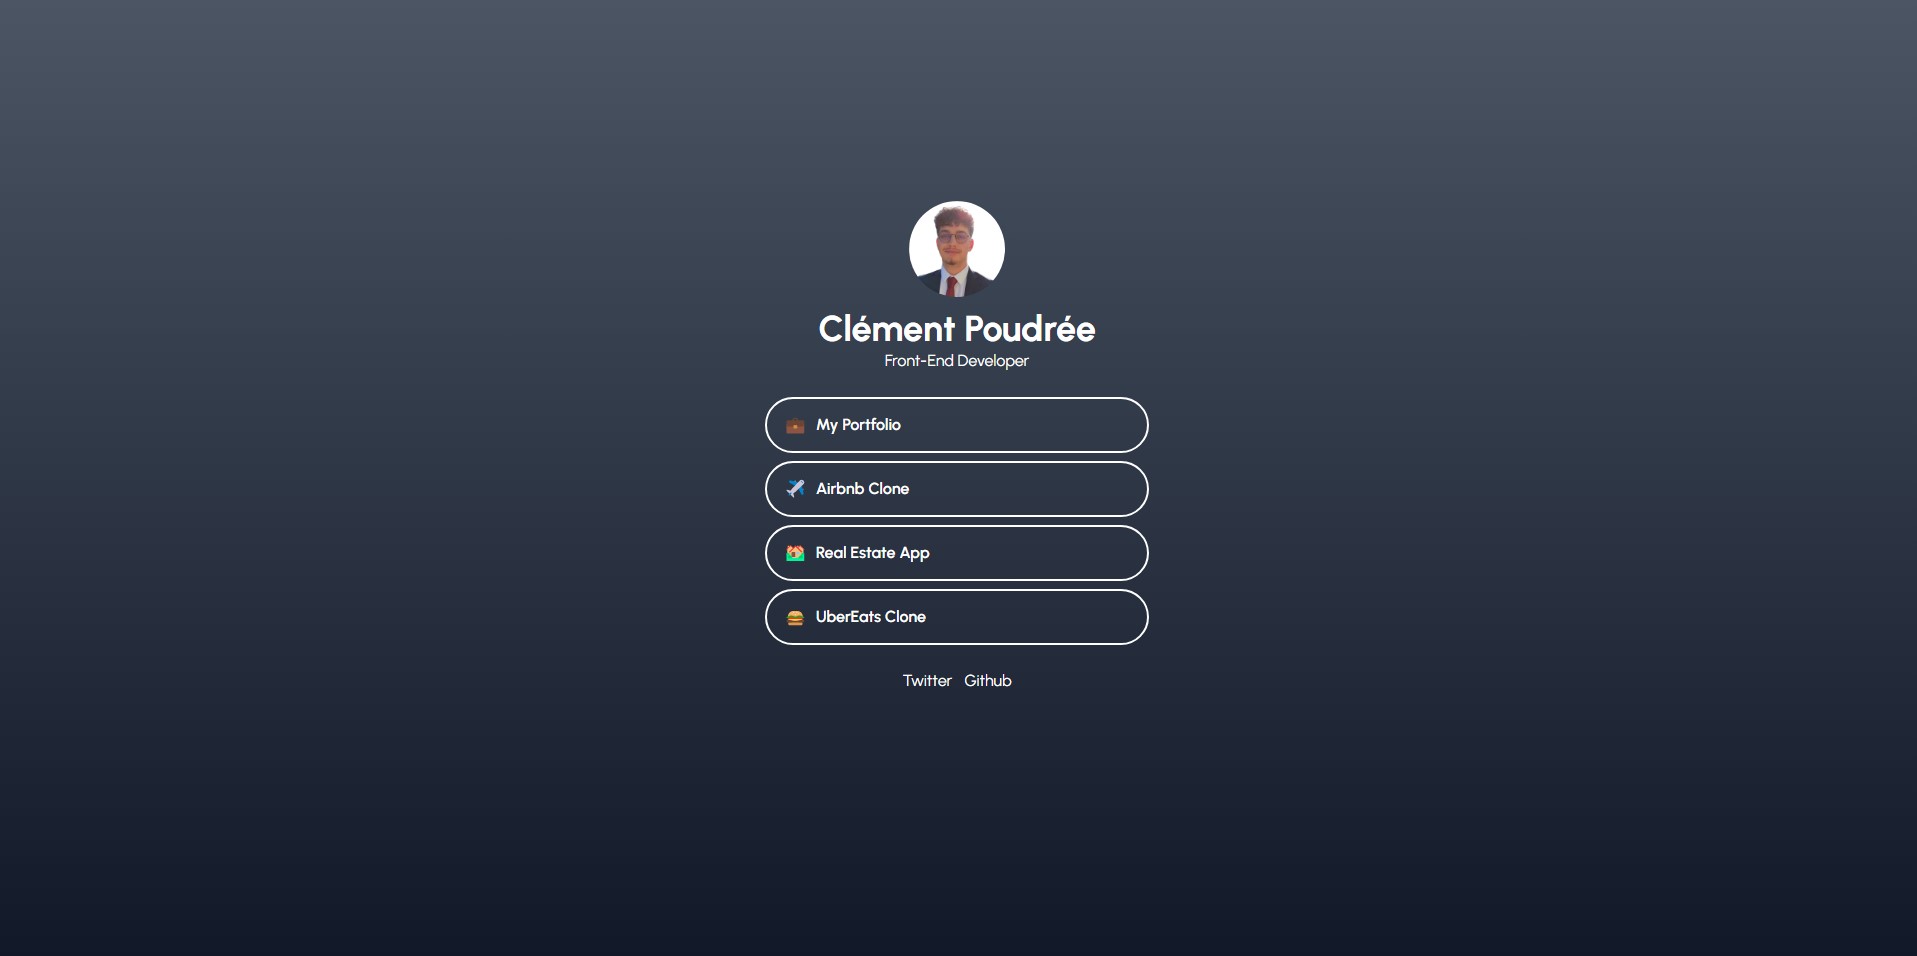 Clément Poudrée
Front-End Developer
My Portfolio
Airbnb Clone
Real Estate App
UberEats Clone
Twitter Github